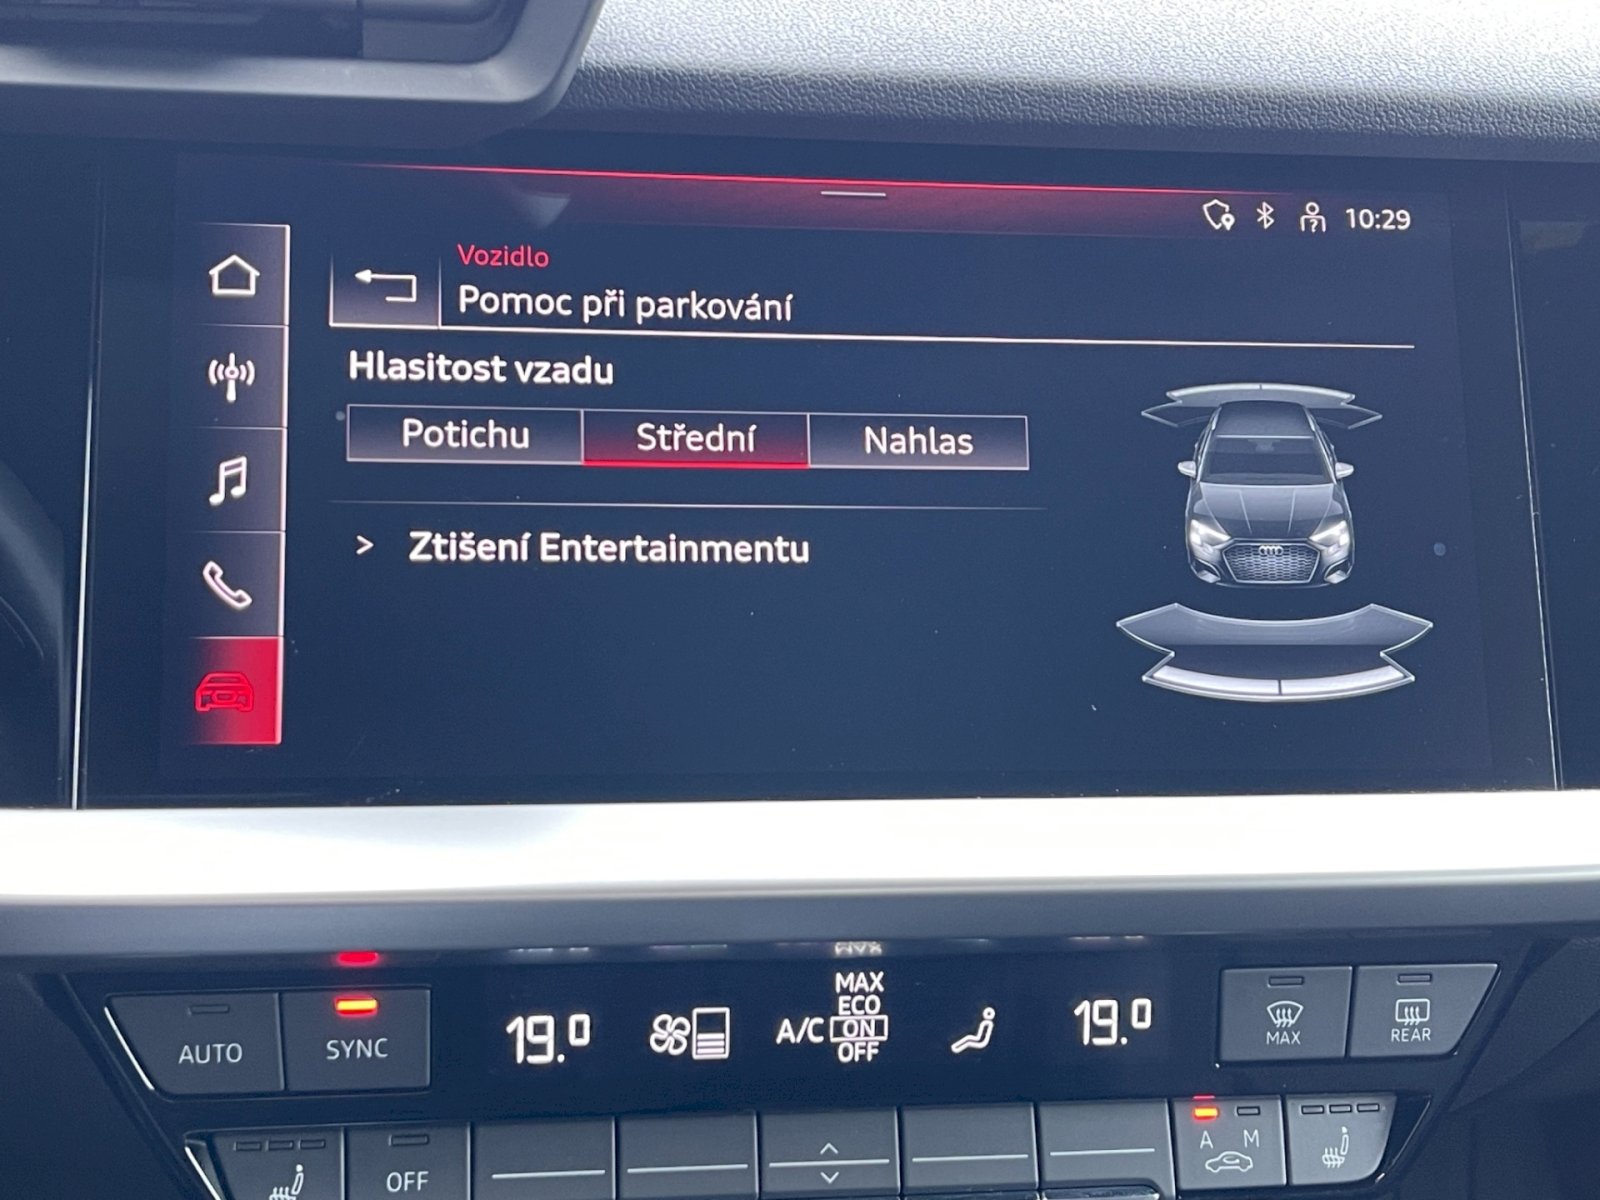 10:29
Vozidlo
Pomoc při parkování
Hlasitost vzadu
Potichu Střední Nahlas
> Ztišení Entertainmentu
MAX
ECO
A/C ON
OFF
19.0
19.0
AUTO
SYNC
MAX
REAR
OFF
A M